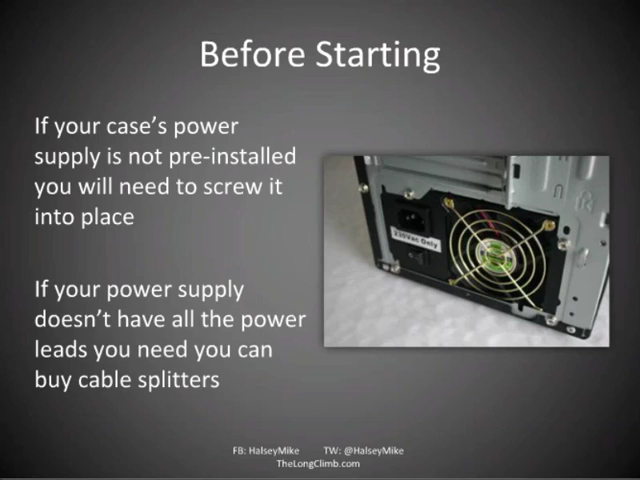 Before Starting
If your case's power
supply is not pre-installed
you will need to screw it
into place
230Vac Only
If your power supply
doesn't have all the power
leads you need you can
buy cable splitters
FB: HalseyMike TW: @HalseyMike
TheLongClimb.com